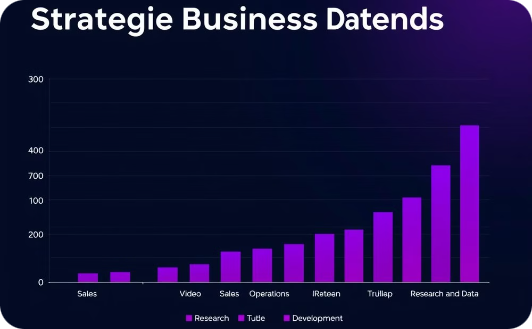 Strategie Business Datends
300
400
700
100
200
0
Sales Video Sales Operations IRateen Trullap Research and Data
Research Tutle Development